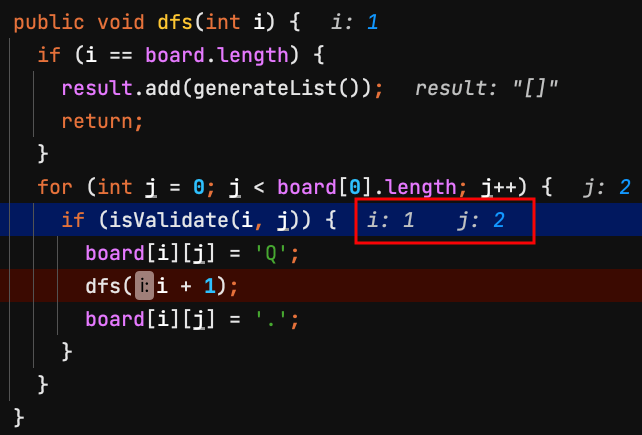 public void dfs(int i) {   i: 1
if (i == board.length) {
result.add(generateList());   result: "[]"
return;
}
for (int j = 0; j < board[0].length; j++) {   j: 2
if (isValidate(i, j)) {   i: 1   j: 2
board[i][j] = 'Q';
dfs( i: i + 1);
board[i][j] = '.';
}
}
}